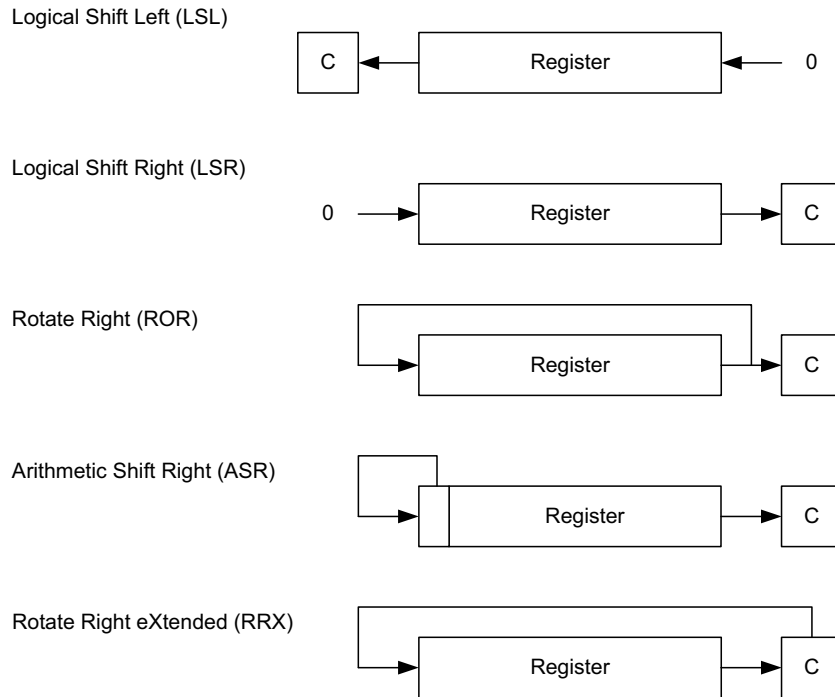 Logical Shift Left (LSL)
C Register 0
Logical Shift Right (LSR)
0 Register C
Rotate Right (ROR)
Register C
Arithmetic Shift Right (ASR)
Register C
Rotate Right eXtended (RRX)
Register C